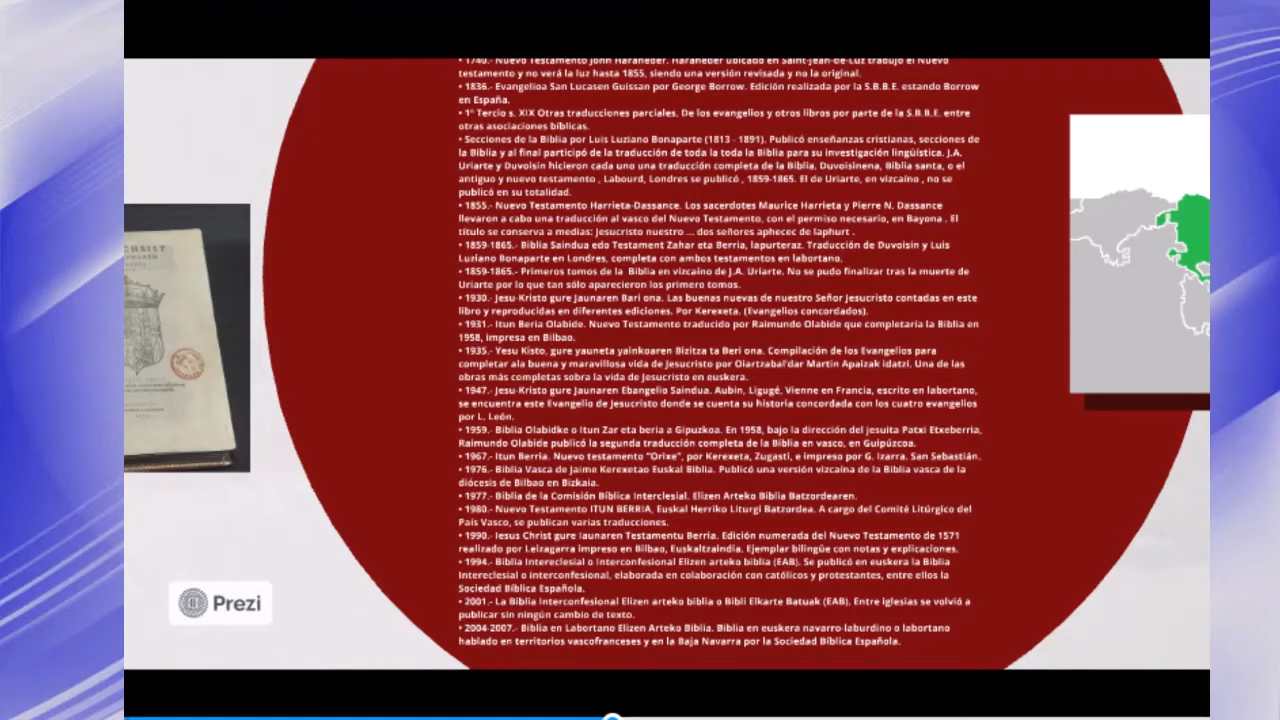 • 1740.- Nuevo Testamento John Haraneder. Haraneder ubicado en Saint-Jean-de-Luz trabujo el Nuevo
testamento y no verá la luz hasta 1855, siendo una versión revisada y no la original.
• 1836.- Evangelioa San Lucasen Guissan por George Borrow. Edición realizada por la S.B.B.E. estando Borrow
en España.
• 1º Tercio s. XIX Otras traducciones parciales. De los evangelios y otros libros por parte de la S.B.B.E. entre
otras asociaciones bíblicas.
• Secciones de la Biblia por Luis Luziano Bonaparte (1813 - 1891). Publicó enseñanzas cristianas, secciones de
la Biblia y al final participó de la traducción de toda la toda la Biblia para su investigación lingüística. J.A.
Uriarte y Duvoisin hicieron cada uno una traducción completa de la Biblia. Duvoisinena, Biblia santa, o el
antiguo y nuevo testamento , Labourd, Londres se publicó , 1859-1865. El de Uriarte, en vizcaíno , no se
publicó en su totalidad.
• 1855.- Nuevo Testamento Harrieta-Dassance. Los sacerdotes Maurice Harrieta y Pierre N. Dassance
llevaron a cabo una traducción al vasco del Nuevo Testamento, con el permiso necesario, en Bayona . El
título se conserva a medias: Jesucristo nuestro ... dos señores aphecec de laphurt .
• 1859-1865.- Biblia Saindua edo Testament Zahar eta Berria, lapurteraz. Traducción de Duvoisin y Luis
Luziano Bonaparte en Londres, completa con ambos testamentos en labortano.
• 1859-1865.- Primeros tomos de la Biblia en vizcaíno de J.A. Uriarte. No se pudo finalizar tras la muerte de
Uriarte por lo que tan sólo aparecieron los primero tomos.
• 1930.- Jesu-Kristo gure Jaunaren Bari ona. Las buenas nuevas de nuestro Señor Jesucristo contadas en este
libro y reproducidas en diferentes ediciones. Por Kerexeta. (Evangelios concordados).
• 1931.- Itun Beria Olabide. Nuevo Testamento traducido por Raimundo Olabide que completaría la Biblia en
1958, impresa en Bilbao.
• 1935.- Yesu Kisto, gure yauneta yainkoaren Bizitza ta Beri ona. Compilación de los Evangelios para
completar ala buena y maravillosa vida de Jesucristo por Oiartzabal'dar Martin Apaizak idatzi. Una de las
obras más completas sobra la vida de Jesucristo en euskera.
• 1947.- Jesu-Kristo gure Jaunaren Ebangelio Saindua. Aubin, Ligugé, Vienne en Francia, escrito en labortano,
se encuentra este Evangelio de Jesucristo donde se cuenta su historia concordada con los cuatro evangelios
por L. León.
• 1959.- Biblia Olabidke o Itun Zar eta beria a Gipuzkoa. En 1958, bajo la dirección del jesuita Patxi Etxeberria,
Raimundo Olabide publicó la segunda traducción completa de la Biblia en vasco, en Guipúzcoa.
• 1967.- Itun Berria. Nuevo testamento "Orixe", por Kerexeta, Zugasti, e impreso por G. Izarra. San Sebastián.
• 1976.- Biblia Vasca de Jaime Kerexetao Euskal Biblia. Publicó una versión vizcaína de la Biblia vasca de la
diócesis de Bilbao en Bizkaia.
• 1977.- Biblia de la Comisión Bíblica Interclesial. Elizen Arteko Biblia Batzordearen.
• 1980.- Nuevo Testamento ITUN BERRIA, Euskal Herriko Liturgi Batzordea. A cargo del Comité Litúrgico del
País Vasco, se publican varias traducciones.
• 1990.- Iesus Christ gure Iaunaren Testamentu Berria. Edición numerada del Nuevo Testamento de 1571
realizado por Leizagarra impreso en Bilbao, Euskaltzaindia. Ejemplar bilingüe con notas y explicaciones.
• 1994.- Biblia Intereclesial o Interconfesional Elizen arteko biblia (EAB). Se publicó en euskera la Biblia
Intereclesial o interconfesional, elaborada en colaboración con católicos y protestantes, entre ellos la
Sociedad Bíblica Española.
• 2001.- La Biblia Interconfesional Elizen arteko biblia o Bibli Elkarte Batuak (EAB). Entre iglesias se volvió a
publicar sin ningún cambio de texto.
• 2004-2007.- Biblia en Labortano Elizen Arteko Biblia. Biblia en euskera navarro-laburdino o labortano
hablado en territorios vascofranceses y en la Baja Navarra por la Sociedad Bíblica Española.
Prezi